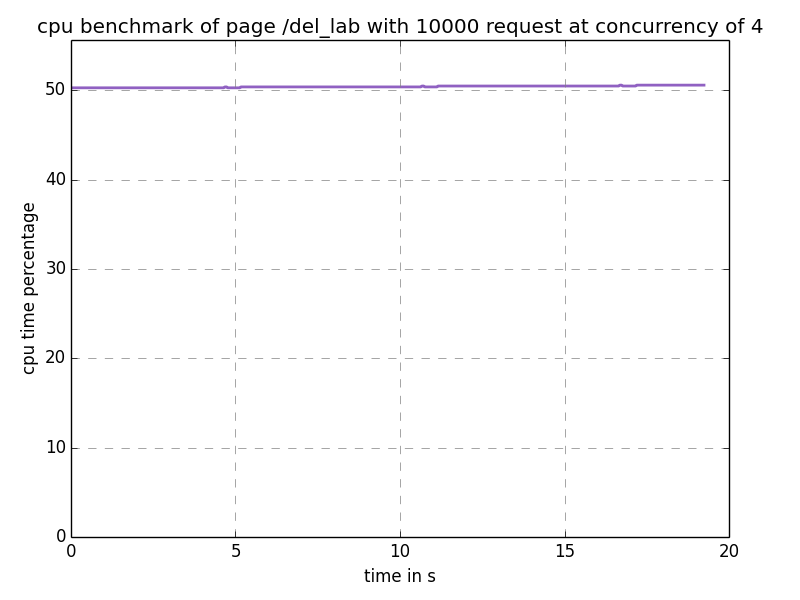 cpu benchmark of page /del_lab with 10000 request at concurrency of 4
50
40
30
20
10
0
cpu time percentage
0 5 10 15 20
time in s